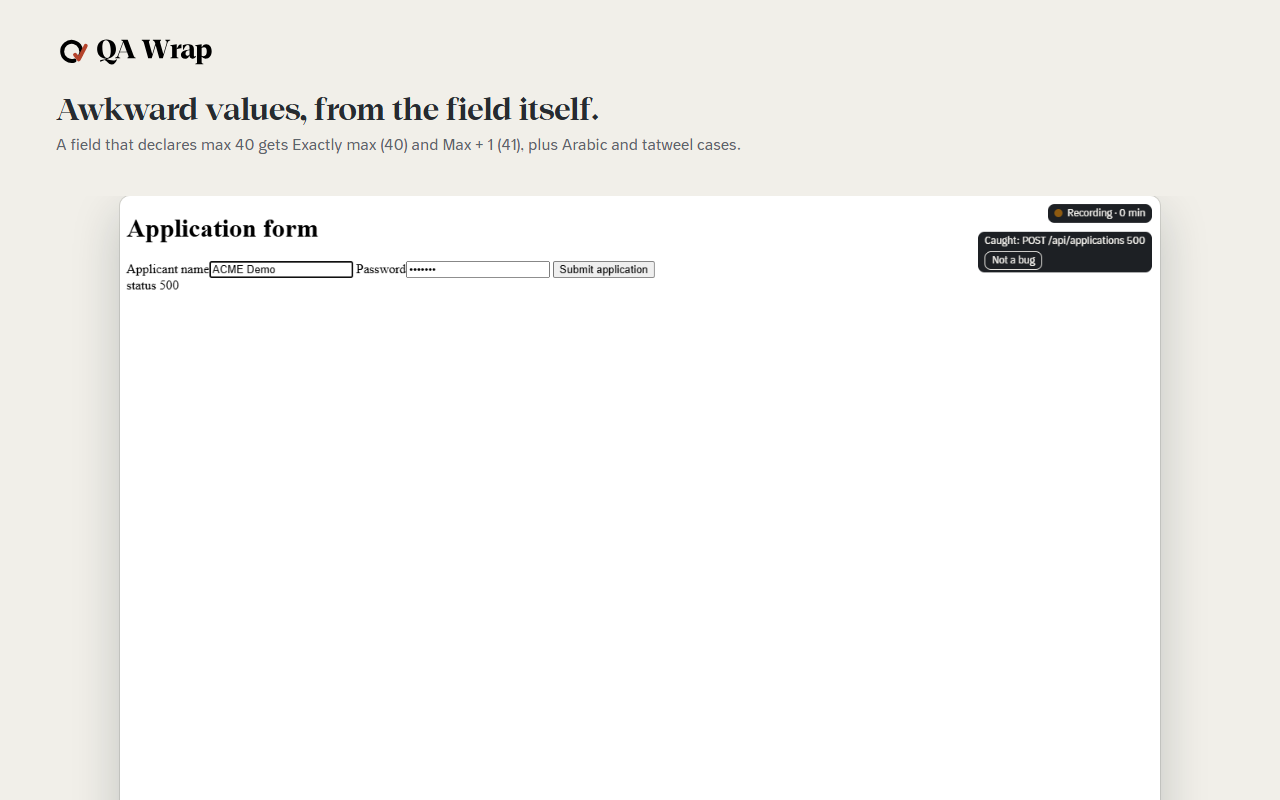 QA Wrap
Awkward values, from the field itself.
A field that declares max 40 gets Exactly max (40) and Max + 1 (41), plus Arabic and tatweel cases.
Recording · 0 min
Application form
Caught: POST /api/applications 500
Not a bug
Applicant name ACME Demo Password ••••••• Submit application
status 500